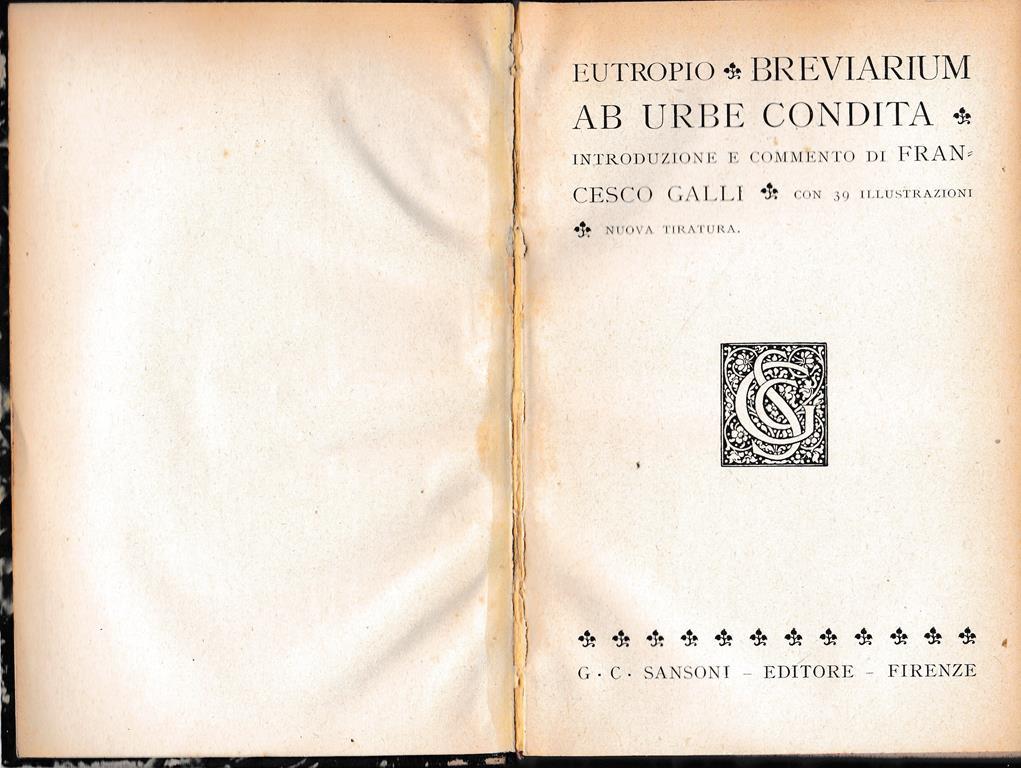 EUTROPIO BREVIARIUM
AB URBE CONDITA
INTRODUZIONE E COMMENTO DI FRAN=
CESCO GALLI CON 39 ILLUSTRAZIONI
NUOVA TIRATURA.
GCS
G · C · SANSONI – EDITORE – FIRENZE